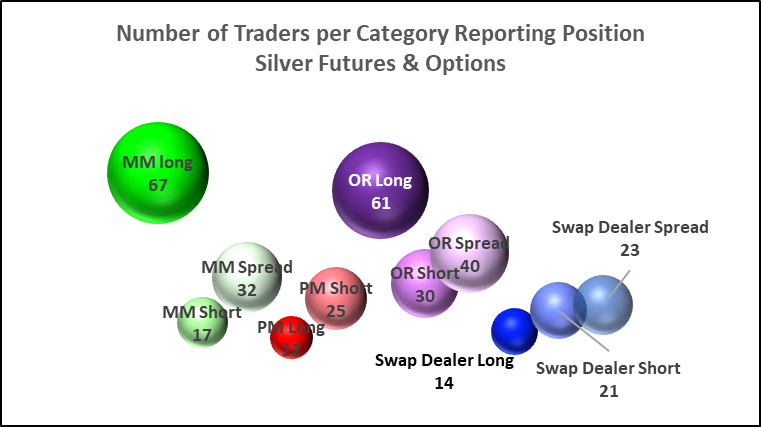 Number of Traders per Category Reporting Position
Silver Futures & Options
MM long
67
OR Long
61
Swap Dealer Spread
23
OR Spread
40
MM Spread
32
OR Short
30
PM Short
25
MM Short
17
PM Long
12
Swap Dealer Long
14
Swap Dealer Short
21